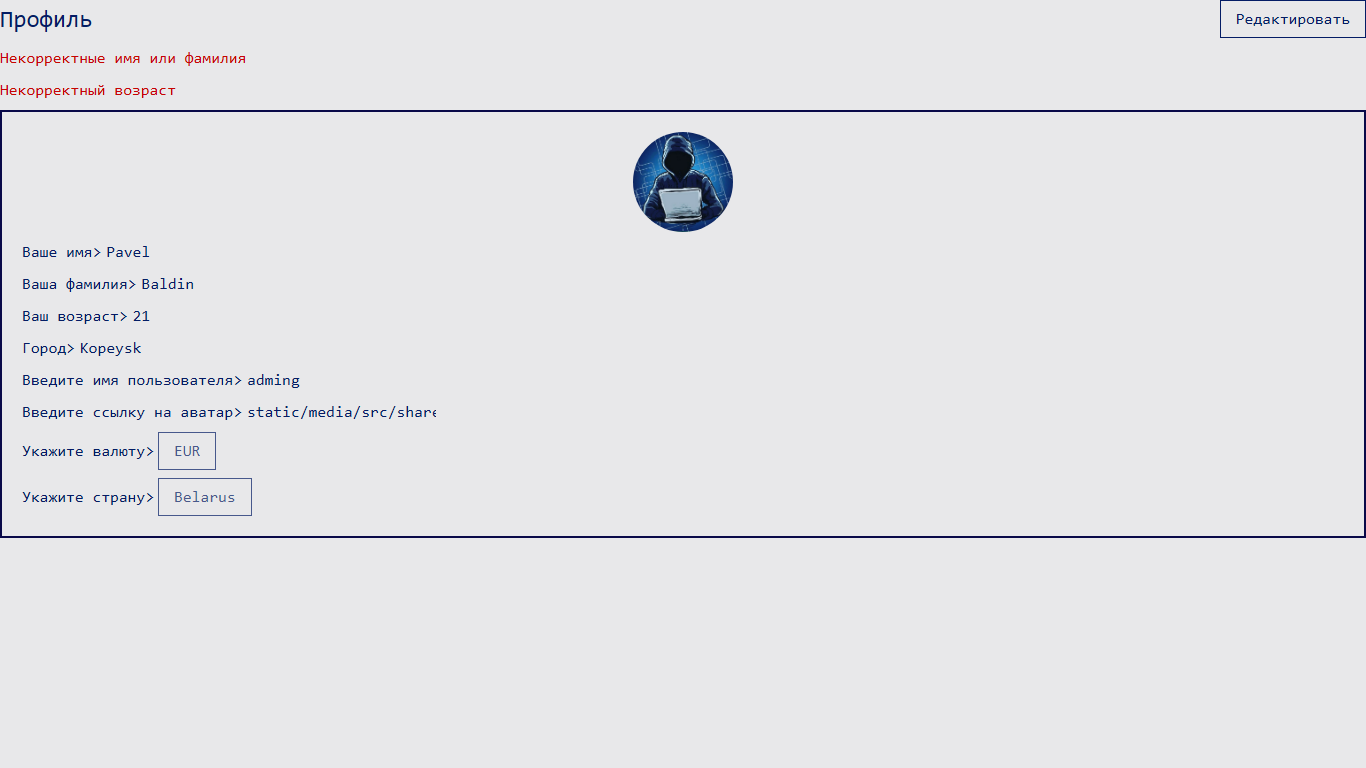 Профиль
Редактировать
Некорректные имя или фамилия
Некорректный возраст
Ваше имя> Pavel
Ваша фамилия> Baldin
Ваш возраст> 21
Город> Kopeysk
Введите имя пользователя> adming
Введите ссылку на аватар> static/media/src/share
Укажите валюту> EUR
Укажите страну> Belarus